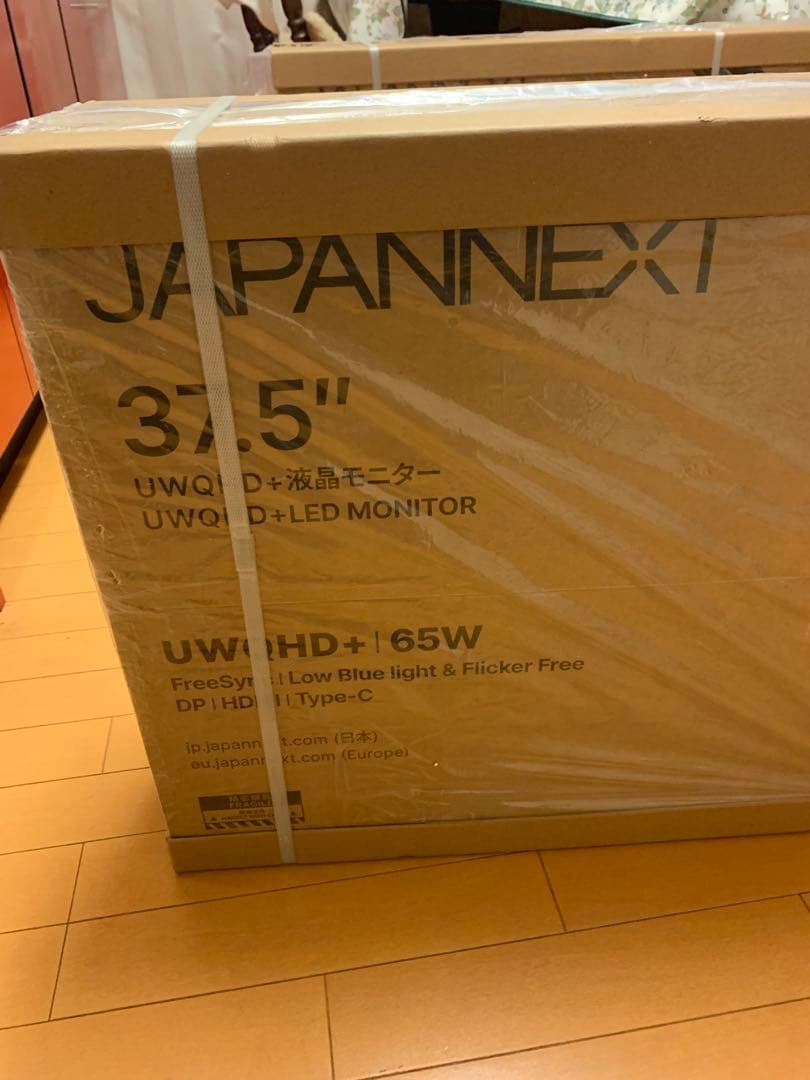 JAPANNEXT
37.5"
UWQHD+液晶モニター
UWQHD+LED MONITOR
UWQHD+ | 65W
FreeSync | Low Blue light & Flicker Free
DP | HDMI | Type-C
jp.japannext.com (日本)
eu.japannext.com (Europe)
FRAGILE